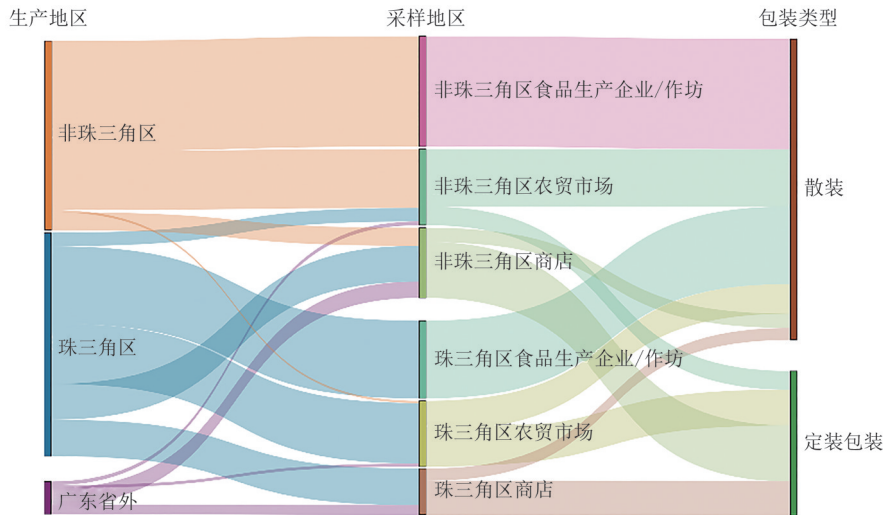 生产地区
采样地区
包装类型
非珠三角区
珠三角区
广东省外
非珠三角区食品生产企业/作坊
非珠三角区农贸市场
非珠三角区商店
珠三角区食品生产企业/作坊
珠三角区农贸市场
珠三角区商店
散装
定装包装